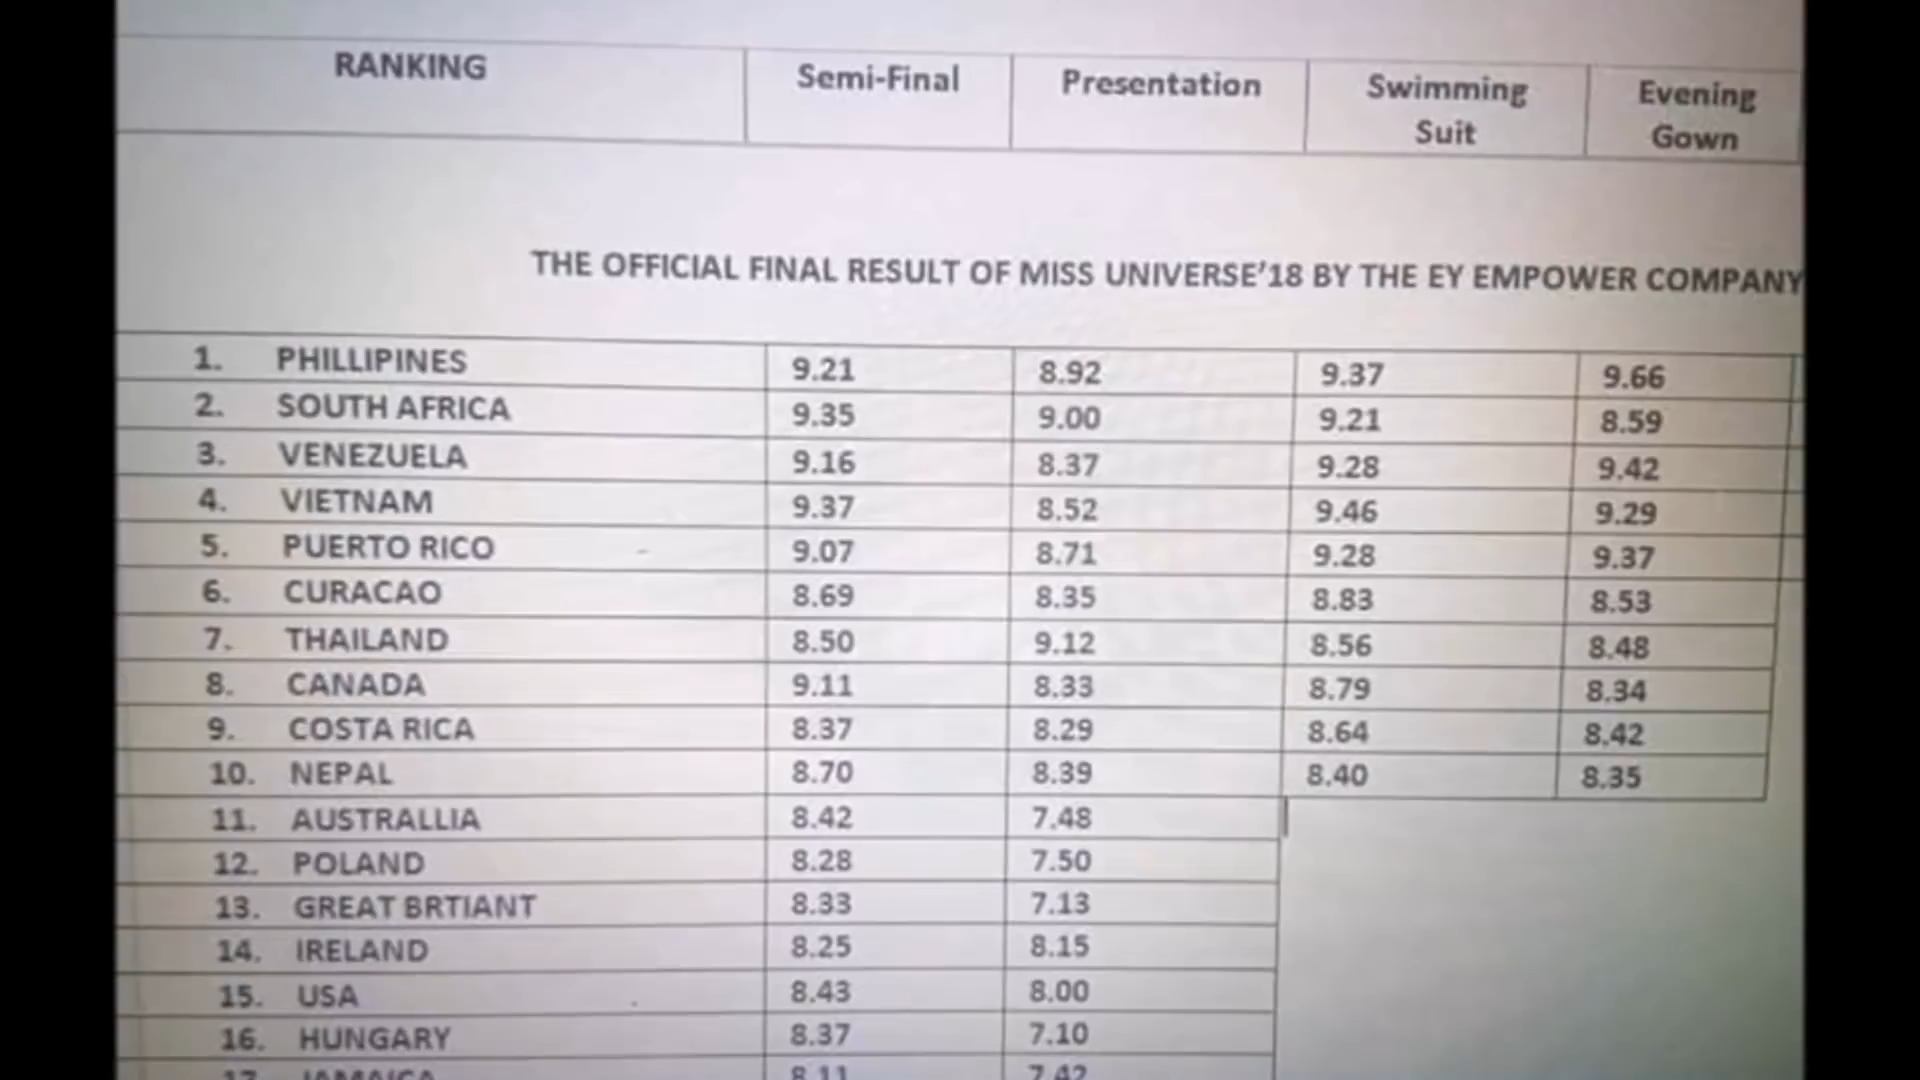 RANKING Semi-Final Presentation Swimming Suit Evening Gown
THE OFFICIAL FINAL RESULT OF MISS UNIVERSE'18 BY THE EY EMPOWER COMPANY
1. PHILLIPINES 9.21 8.92 9.37 9.66
2. SOUTH AFRICA 9.35 9.00 9.21 8.59
3. VENEZUELA 9.16 8.37 9.28 9.42
4. VIETNAM 9.37 8.52 9.46 9.29
5. PUERTO RICO 9.07 8.71 9.28 9.37
6. CURACAO 8.69 8.35 8.83 8.53
7. THAILAND 8.50 9.12 8.56 8.48
8. CANADA 9.11 8.33 8.79 8.34
9. COSTA RICA 8.37 8.29 8.64 8.42
10. NEPAL 8.70 8.39 8.40 8.35
11. AUSTRALLIA 8.42 7.48
12. POLAND 8.28 7.50
13. GREAT BRTIANT 8.33 7.13
14. IRELAND 8.25 8.15
15. USA 8.43 8.00
16. HUNGARY 8.37 7.10
17. JAMAICA 8.11 7.42